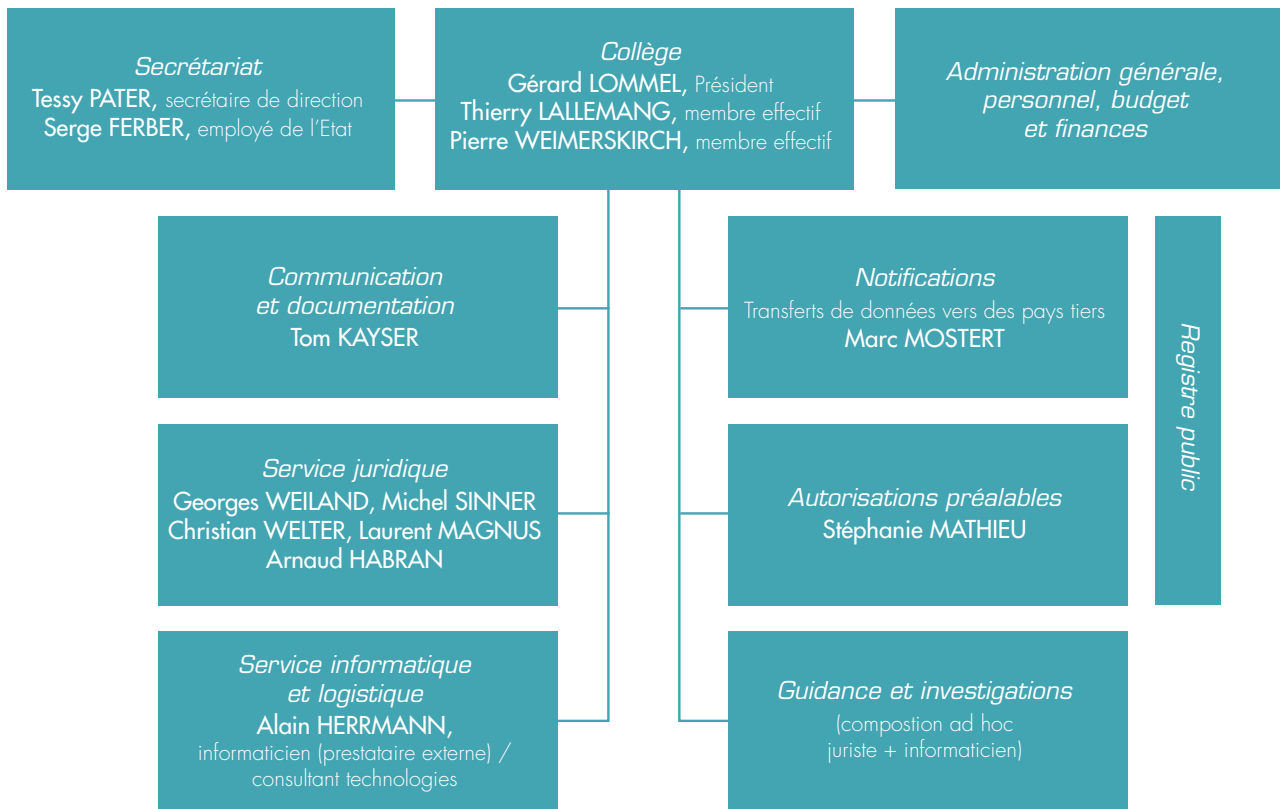 Secrétariat
Tessy PATER, secrétaire de direction
Serge FERBER, employé de l'Etat
Collège
Gérard LOMMEL, Président
Thierry LALLEMANG, membre effectif
Pierre WEIMERSKIRCH, membre effectif
Administration générale,
personnel, budget
et finances
Communication
et documentation
Tom KAYSER
Notifications
Transferts de données vers des pays tiers
Marc MOSTERT
Registre public
Service juridique
Georges WEILAND, Michel SINNER
Christian WELTER, Laurent MAGNUS
Arnaud HABRAN
Autorisations préalables
Stéphanie MATHIEU
Service informatique
et logistique
Alain HERRMANN,
informaticien (prestataire externe) /
consultant technologies
Guidance et investigations
(compostion ad hoc
juriste + informaticien)